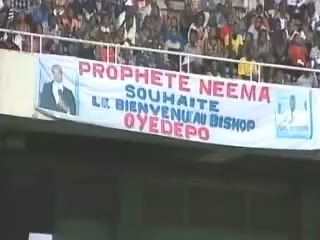 PROPHETE NEEMA
SOUHAITE
LE BIENVENU AU BISHOP
OYEDEPO